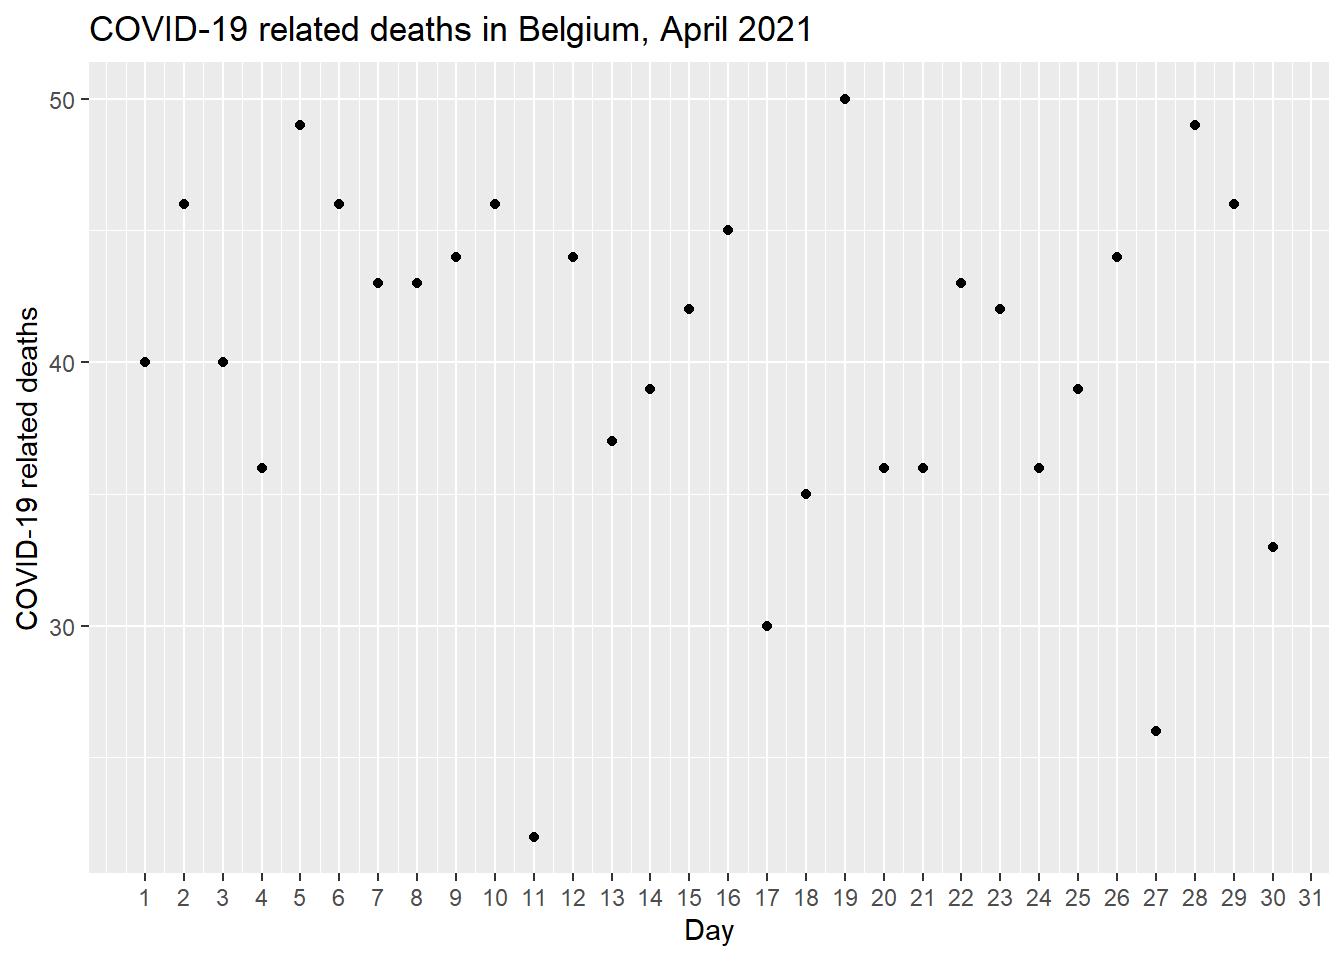 COVID-19 related deaths in Belgium, April 2021
COVID-19 related deaths
50
40
30
1 2 3 4 5 6 7 8 9 10 11 12 13 14 15 16 17 18 19 20 21 22 23 24 25 26 27 28 29 30 31
Day